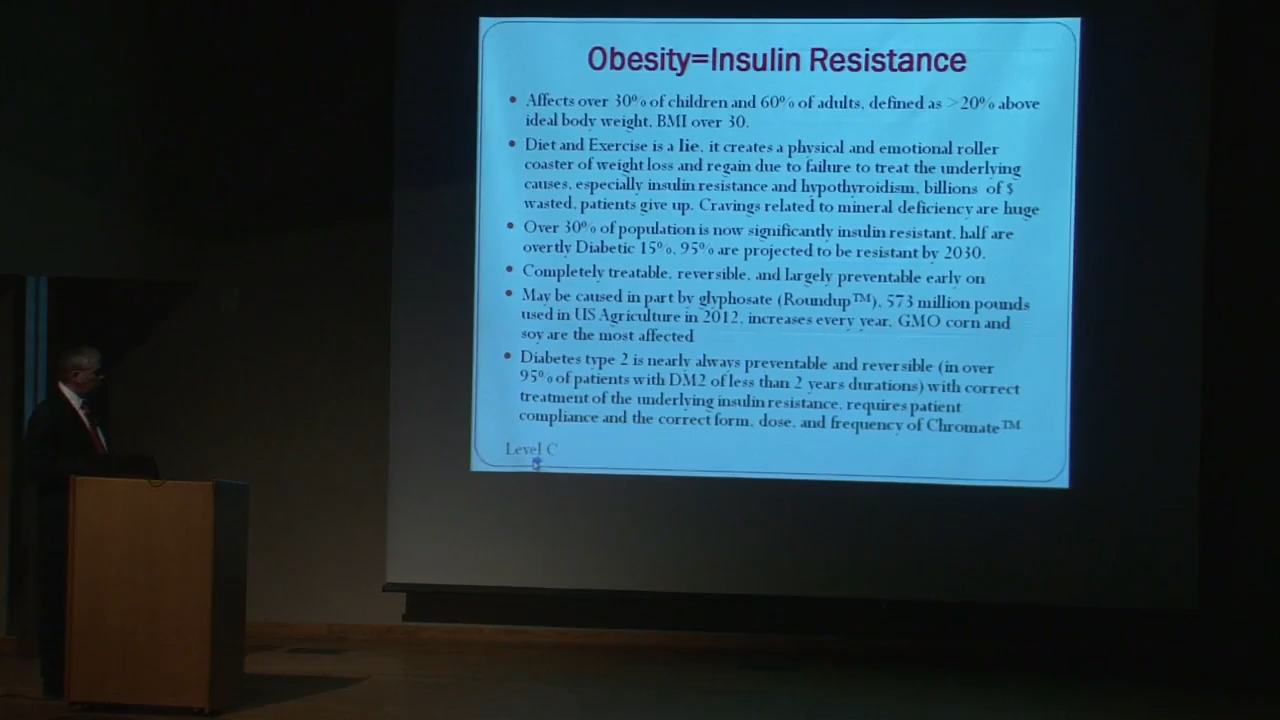 Obesity=Insulin Resistance
• Affects over 30% of children and 60% of adults, defined as >20% above
ideal body weight, BMI over 30.
• Diet and Exercise is a lie, it creates a physical and emotional roller
coaster of weight loss and regain due to failure to treat the underlying
causes, especially insulin resistance and hypothyroidism, billions of $
wasted, patients give up. Cravings related to mineral deficiency are huge
• Over 30% of population is now significantly insulin resistant, half are
overtly Diabetic 15%, 95% are projected to be resistant by 2030.
• Completely treatable, reversible, and largely preventable early on
• May be caused in part by glyphosate (Roundup™), 573 million pounds
used in US Agriculture in 2012, increases every year, GMO corn and
soy are the most affected
• Diabetes type 2 is nearly always preventable and reversible (in over
95% of patients with DM2 of less than 2 years durations) with correct
treatment of the underlying insulin resistance, requires patient
compliance and the correct form, dose, and frequency of Chromate™
Level C